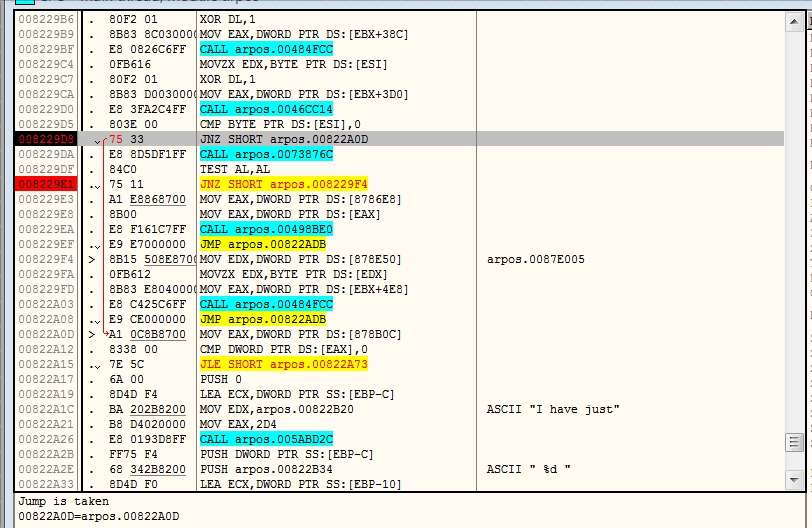 008229B6 . 80F2 01 XOR DL,1
008229B9 . 8B83 8C030000 MOV EAX,DWORD PTR DS:[EBX+38C]
008229BF . E8 0826C6FF CALL arpos.00484FCC
008229C4 . 0FB616 MOVZX EDX,BYTE PTR DS:[ESI]
008229C7 . 80F2 01 XOR DL,1
008229CA . 8B83 D0030000 MOV EAX,DWORD PTR DS:[EBX+3D0]
008229D0 . E8 3FA2C4FF CALL arpos.0046CC14
008229D5 . 803E 00 CMP BYTE PTR DS:[ESI],0
008229D8 .⌄ 75 33 JNZ SHORT arpos.00822A0D
008229DA . E8 8D5DF1FF CALL arpos.0073876C
008229DF . 84C0 TEST AL,AL
008229E1 .⌄ 75 11 JNZ SHORT arpos.008229F4
008229E3 . A1 E8868700 MOV EAX,DWORD PTR DS:[8786E8]
008229E8 . 8B00 MOV EAX,DWORD PTR DS:[EAX]
008229EA . E8 F161C7FF CALL arpos.00498BE0
008229EF .⌄ E9 E7000000 JMP arpos.00822ADB
008229F4 > 8B15 508E8700 MOV EDX,DWORD PTR DS:[878E50] arpos.0087E005
008229FA . 0FB612 MOVZX EDX,BYTE PTR DS:[EDX]
008229FD . 8B83 E8040000 MOV EAX,DWORD PTR DS:[EBX+4E8]
00822A03 . E8 C425C6FF CALL arpos.00484FCC
00822A08 .⌄ E9 CE000000 JMP arpos.00822ADB
00822A0D > A1 0C8B8700 MOV EAX,DWORD PTR DS:[878B0C]
00822A12 . 8338 00 CMP DWORD PTR DS:[EAX],0
00822A15 .⌄ 7E 5C JLE SHORT arpos.00822A73
00822A17 . 6A 00 PUSH 0
00822A19 . 8D4D F4 LEA ECX,DWORD PTR SS:[EBP-C]
00822A1C . BA 202B8200 MOV EDX,arpos.00822B20 ASCII "I have just"
00822A21 . B8 D4020000 MOV EAX,2D4
00822A26 . E8 0193D8FF CALL arpos.005ABD2C
00822A2B . FF75 F4 PUSH DWORD PTR SS:[EBP-C]
00822A2E . 68 342B8200 PUSH arpos.00822B34 ASCII " %d "
00822A33 . 8D4D F0 LEA ECX,DWORD PTR SS:[EBP-10]
Jump is taken
00822A0D=arpos.00822A0D